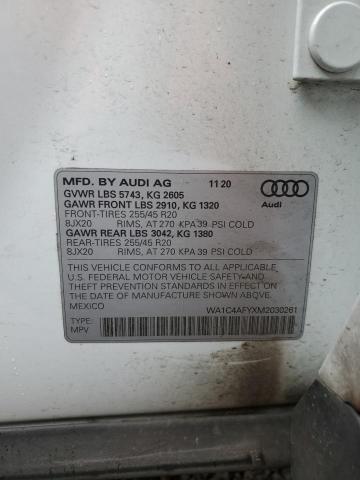 MFD. BY AUDI AG 11 20
GVWR LBS 5743, KG 2605
GAWR FRONT LBS 2910, KG 1320
FRONT-TIRES 255/45 R20
8JX20 RIMS, AT 270 KPA 39 PSI COLD
GAWR REAR LBS 3042, KG 1380
REAR-TIRES 255/45 R20
8JX20 RIMS, AT 270 KPA 39 PSI COLD
Audi
THIS VEHICLE CONFORMS TO ALL APPLICABLE
U.S. FEDERAL MOTOR VEHICLE SAFETY-BUMPER-AND
THEFT PREVENTION STANDARDS IN EFFECT ON THE
DATE OF MANUFACTURE SHOWN ABOVE.
MEXICO
WA1C4AFYXM2030261
TYPE:
MPV